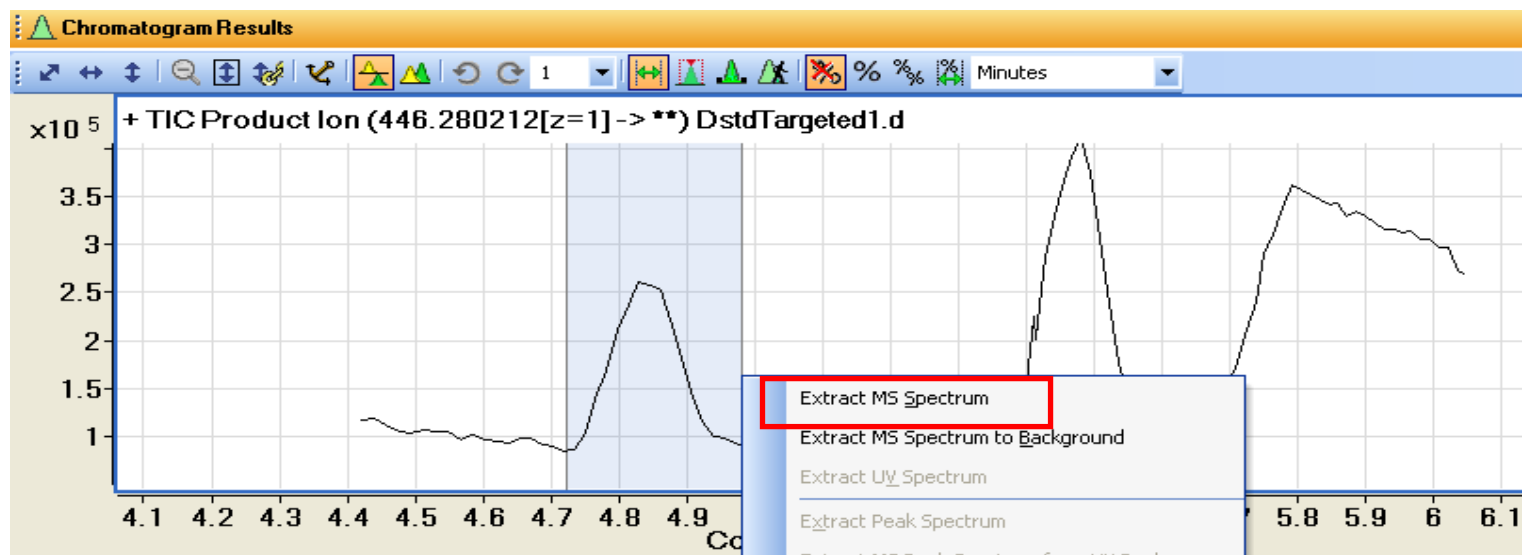 Chromatogram Results
1 % Minutes
x10 5
+ TIC Product Ion (446.280212[z=1] -> **) DstdTargeted1.d
3.5
3
2.5
2
1.5
1
Extract MS Spectrum
Extract MS Spectrum to Background
Extract UV Spectrum
Extract Peak Spectrum
4.1 4.2 4.3 4.4 4.5 4.6 4.7 4.8 4.9 5.8 5.9 6 6.1
Co